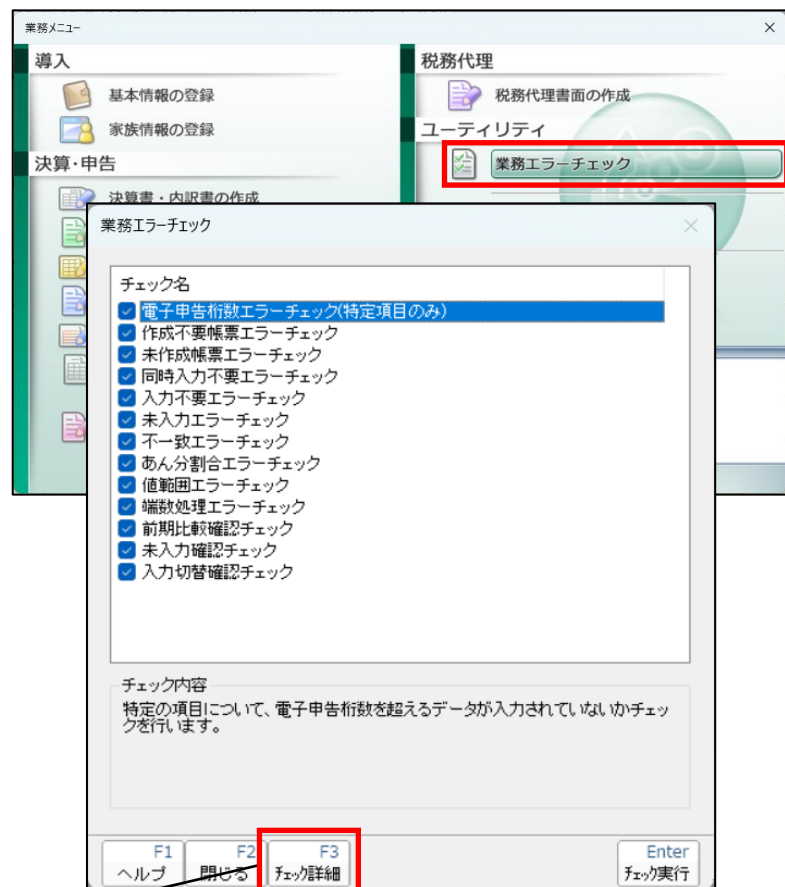 業務メニュー
導入
基本情報の登録
家族情報の登録
決算・申告
決算書・内訳書の作成
税務代理
税務代理書面の作成
ユーティリティ
業務エラーチェック
業務エラーチェック
チェック名
電子申告桁数エラーチェック(特定項目のみ)
作成不要帳票エラーチェック
未作成帳票エラーチェック
同時入力不要エラーチェック
入力不要エラーチェック
未入力エラーチェック
不一致エラーチェック
あん分割合エラーチェック
値範囲エラーチェック
端数処理エラーチェック
前期比較確認チェック
未入力確認チェック
入力切替確認チェック
チェック内容
特定の項目について、電子申告桁数を超えるデータが入力されていないかチェッ
クを行います。
F1
ヘルプ
F2
閉じる
F3
チェック詳細
Enter
チェック実行